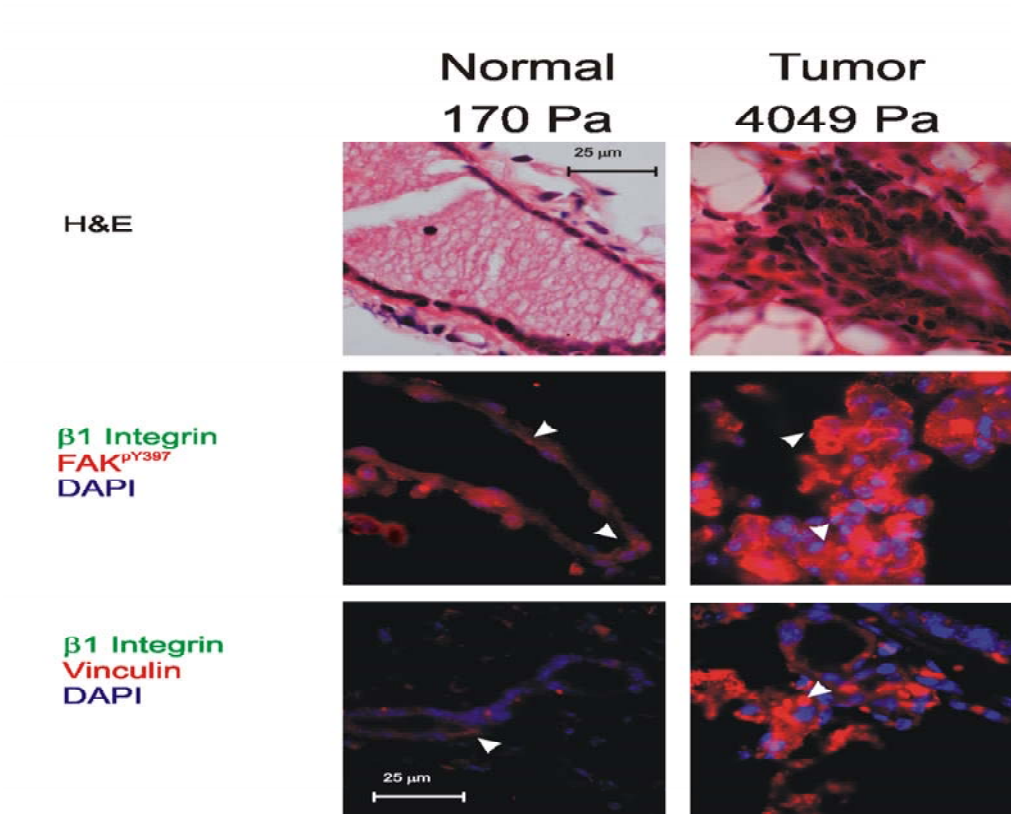 Normal Tumor
170 Pa 4049 Pa
25 μm
H&E
β1 Integrin
FAKpY397
DAPI
β1 Integrin
Vinculin
DAPI
25 μm